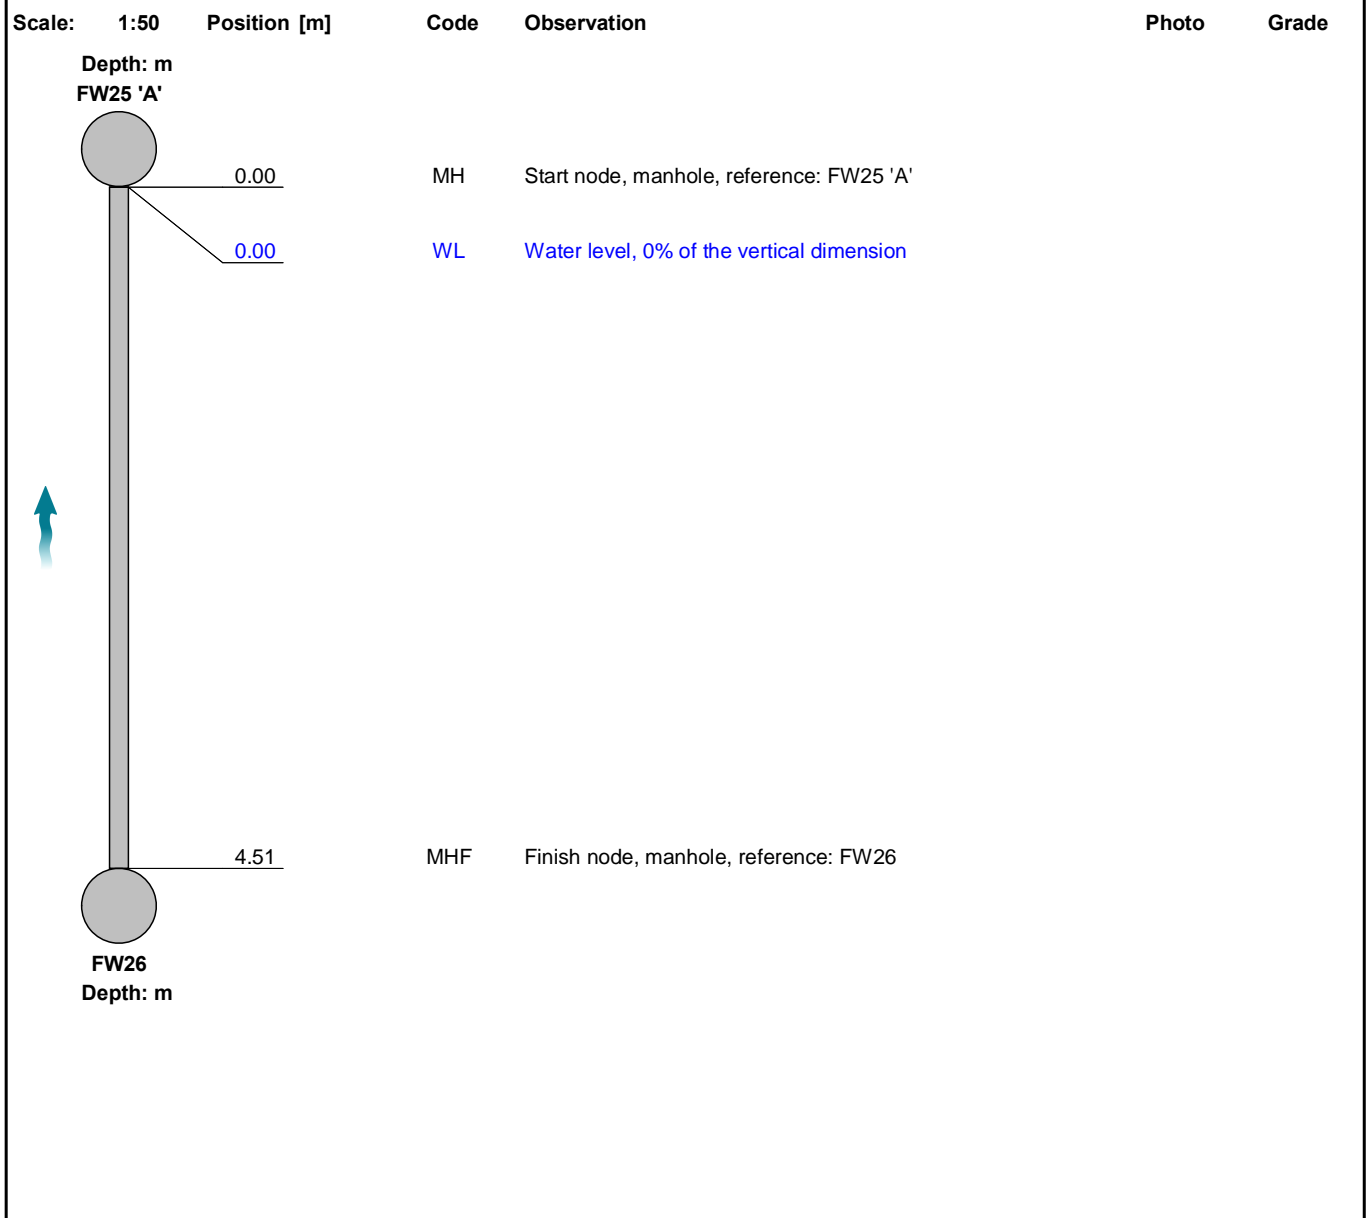 Scale: 1:50 Position [m] Code Observation Photo Grade
Depth: m
FW25 'A'
0.00 MH Start node, manhole, reference: FW25 'A'
0.00 WL Water level, 0% of the vertical dimension
4.51 MHF Finish node, manhole, reference: FW26
FW26
Depth: m